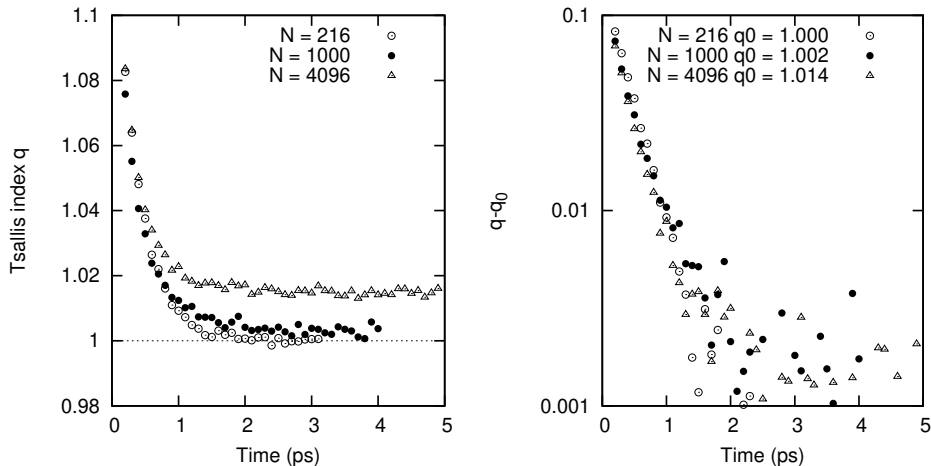 1.1
1.08
1.06
1.04
1.02
1
0.98
Tsallis index q
N = 216
N = 1000
N = 4096
0 1 2 3 4 5
Time (ps)
0.1
0.01
0.001
q-q0
N = 216 q0 = 1.000
N = 1000 q0 = 1.002
N = 4096 q0 = 1.014
0 1 2 3 4 5
Time (ps)